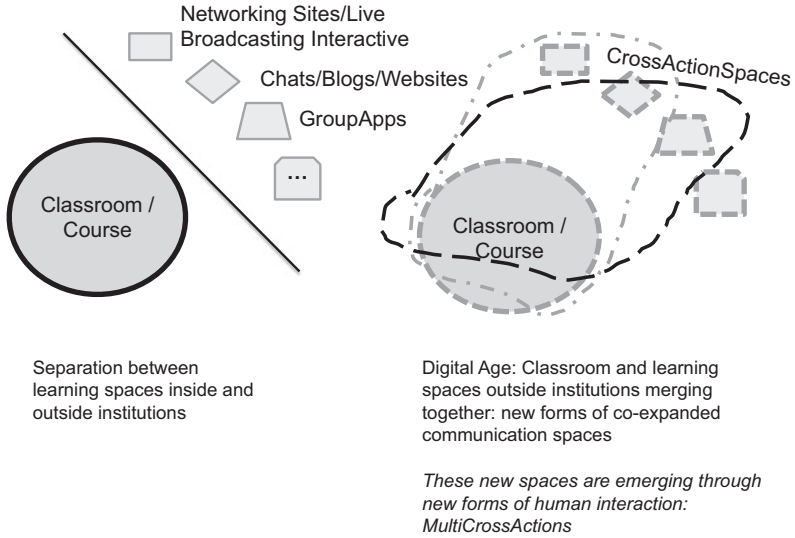 Networking Sites/Live
Broadcasting Interactive
Chats/Blogs/Websites
GroupApps
...
Classroom /
Course
CrossActionSpaces
Classroom /
Course
Separation between
learning spaces inside and
outside institutions
Digital Age: Classroom and learning
spaces outside institutions merging
together: new forms of co-expanded
communication spaces
These new spaces are emerging through
new forms of human interaction:
MultiCrossActions